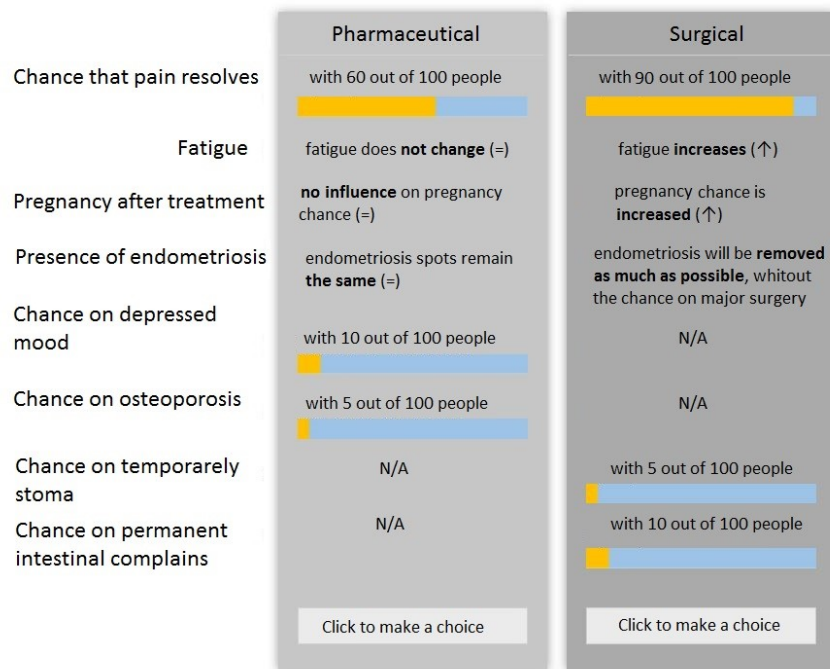 Pharmaceutical
Surgical
Chance that pain resolves
with 60 out of 100 people
with 90 out of 100 people
Fatigue
fatigue does not change (=)
fatigue increases (↑)
Pregnancy after treatment
no influence on pregnancy
chance (=)
pregnancy chance is
increased (↑)
Presence of endometriosis
endometriosis spots remain
the same (=)
endometriosis will be removed
as much as possible, whitout
the chance on major surgery
Chance on depressed
mood
with 10 out of 100 people
N/A
Chance on osteoporosis
with 5 out of 100 people
N/A
Chance on temporarely
stoma
N/A
with 5 out of 100 people
Chance on permanent
intestinal complains
N/A
with 10 out of 100 people
Click to make a choice
Click to make a choice